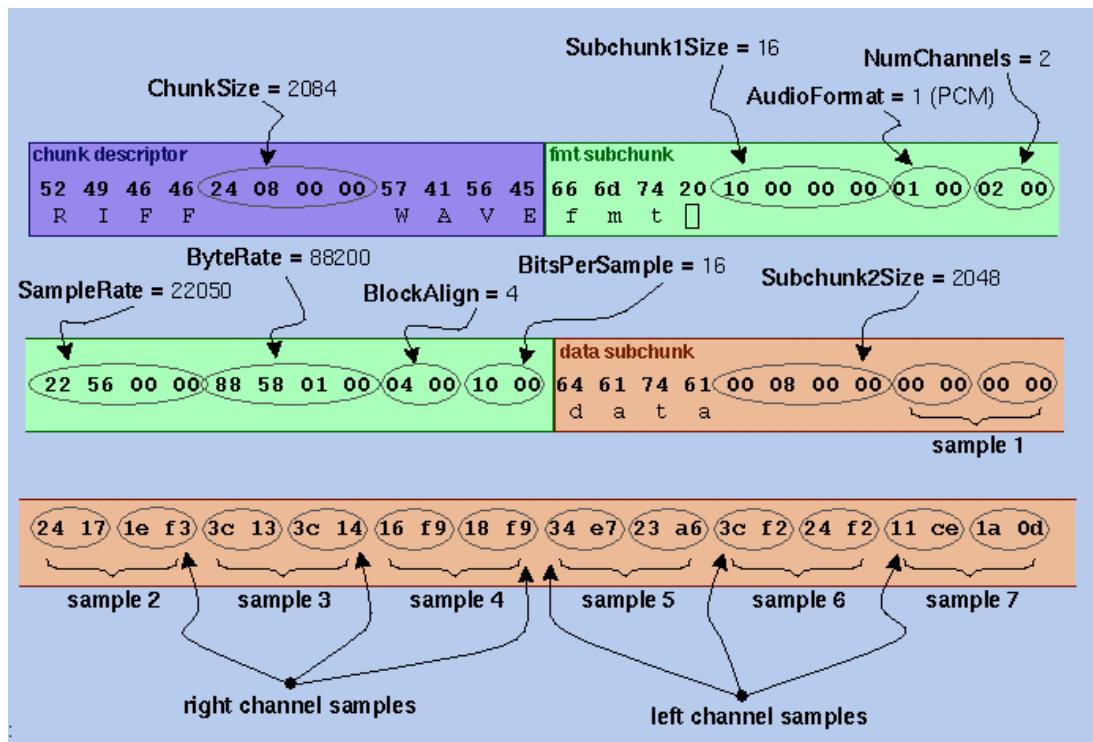 Subchunk1Size = 16
NumChannels = 2
ChunkSize = 2084
AudioFormat = 1 (PCM)
chunk descriptor fmt subchunk
52 49 46 46 24 08 00 00 57 41 56 45 66 6d 74 20 10 00 00 00 01 00 02 00
R I F F W A V E f m t
ByteRate = 88200
BitsPerSample = 16
Subchunk2Size = 2048
SampleRate = 22050
BlockAlign = 4
data subchunk
22 56 00 00 88 58 01 00 04 00 10 00 64 61 74 61 00 08 00 00 00 00 00 00
d a t a
sample 1
24 17 1e f3 3c 13 3c 14 16 f9 18 f9 34 e7 23 a6 3c f2 24 f2 11 ce 1a 0d
sample 2 sample 3 sample 4 sample 5 sample 6 sample 7
right channel samples
left channel samples
: